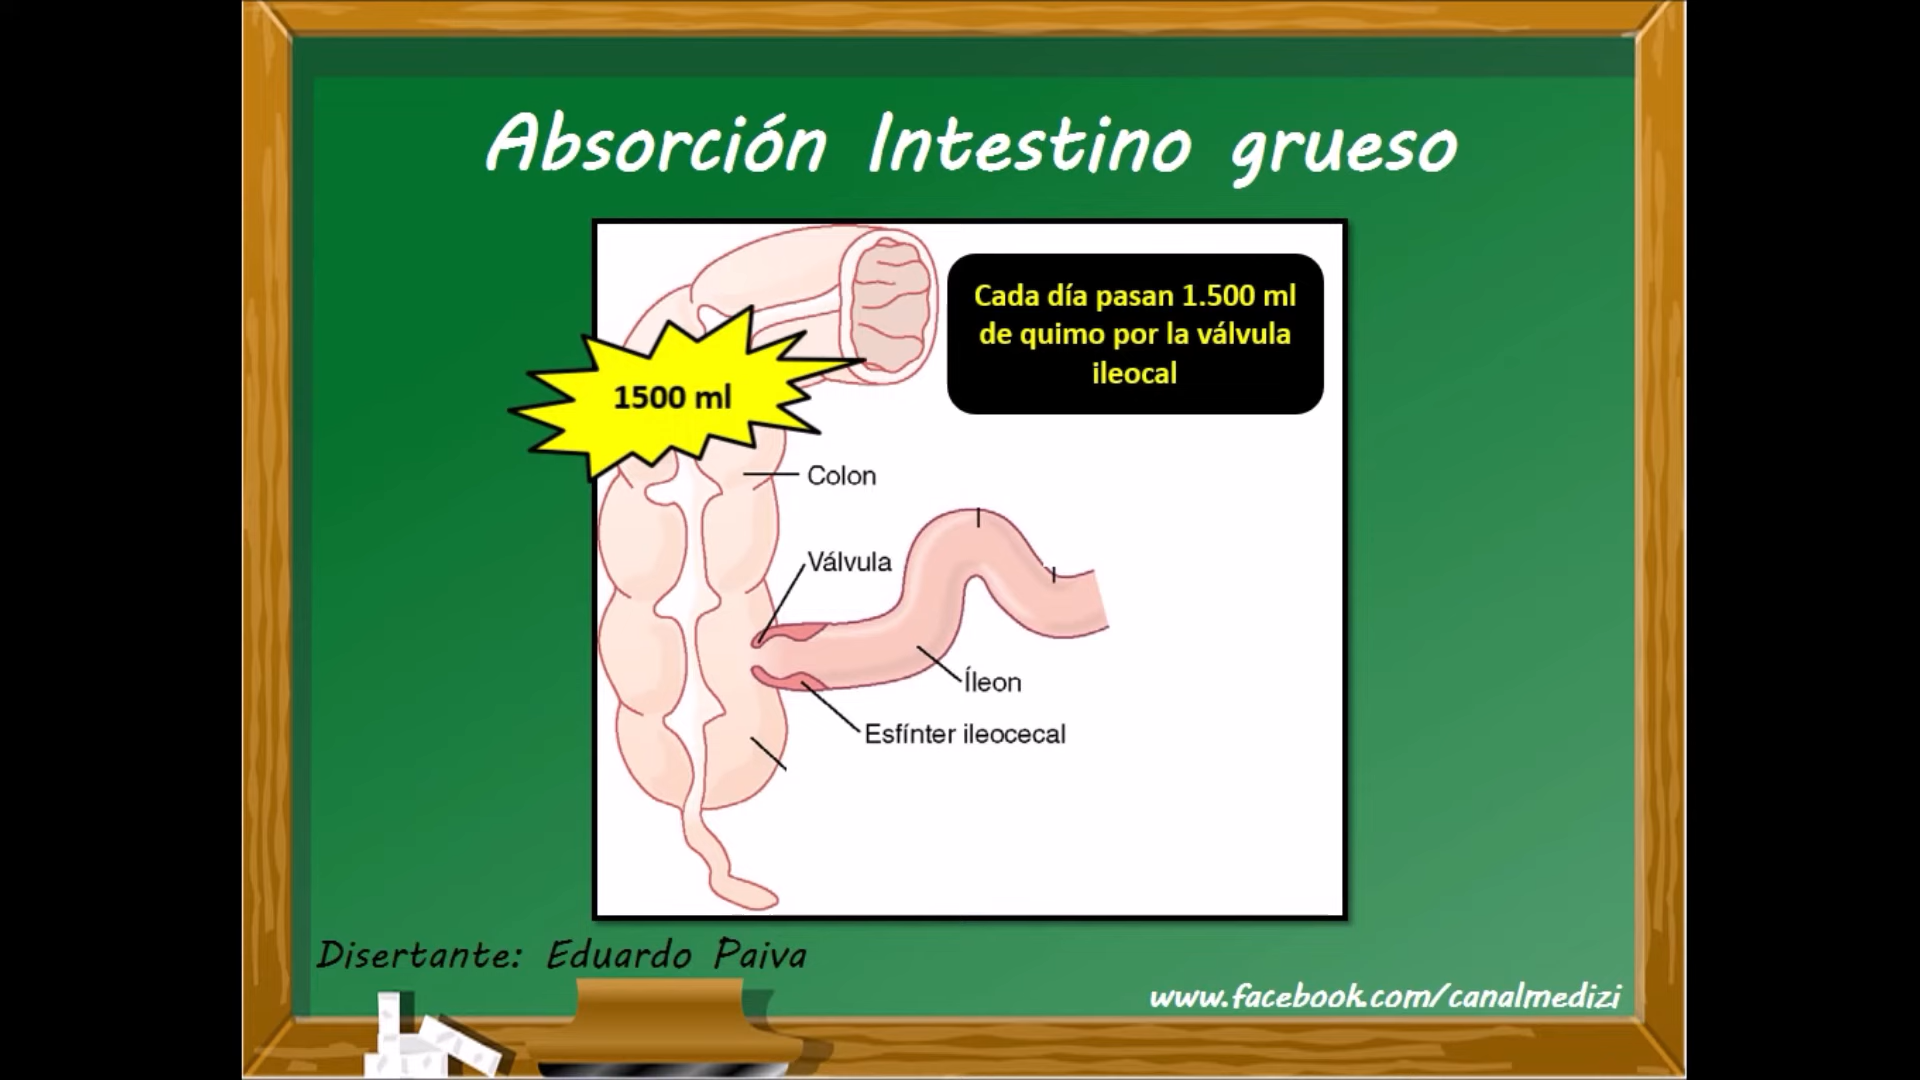 Absorción Intestino grueso
Cada día pasan 1.500 ml
de quimo por la válvula
ileocal
1500 ml
Colon
Válvula
Íleon
Esfínter ileocecal
Disertante: Eduardo Paiva
www.facebook.com/canalmedizi